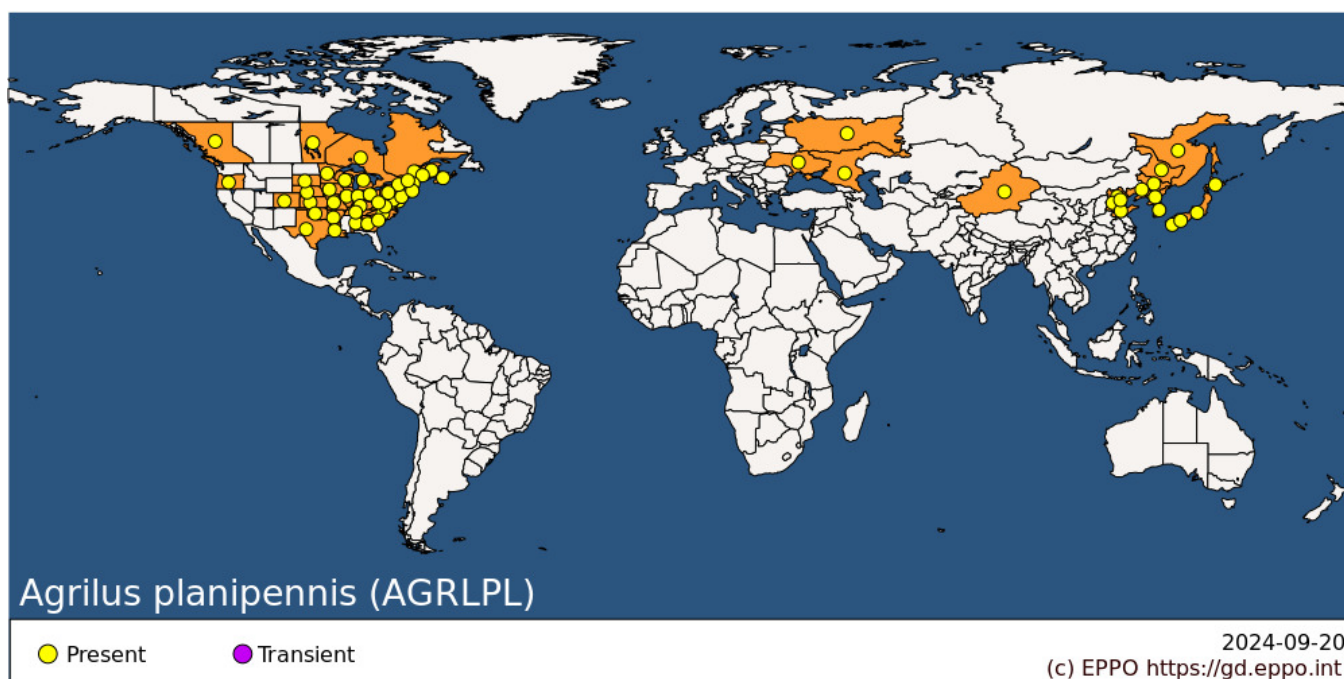 Agrilus planipennis (AGRLPL)
Present
Transient
2024-09-20
(c) EPPO https://gd.eppo.int